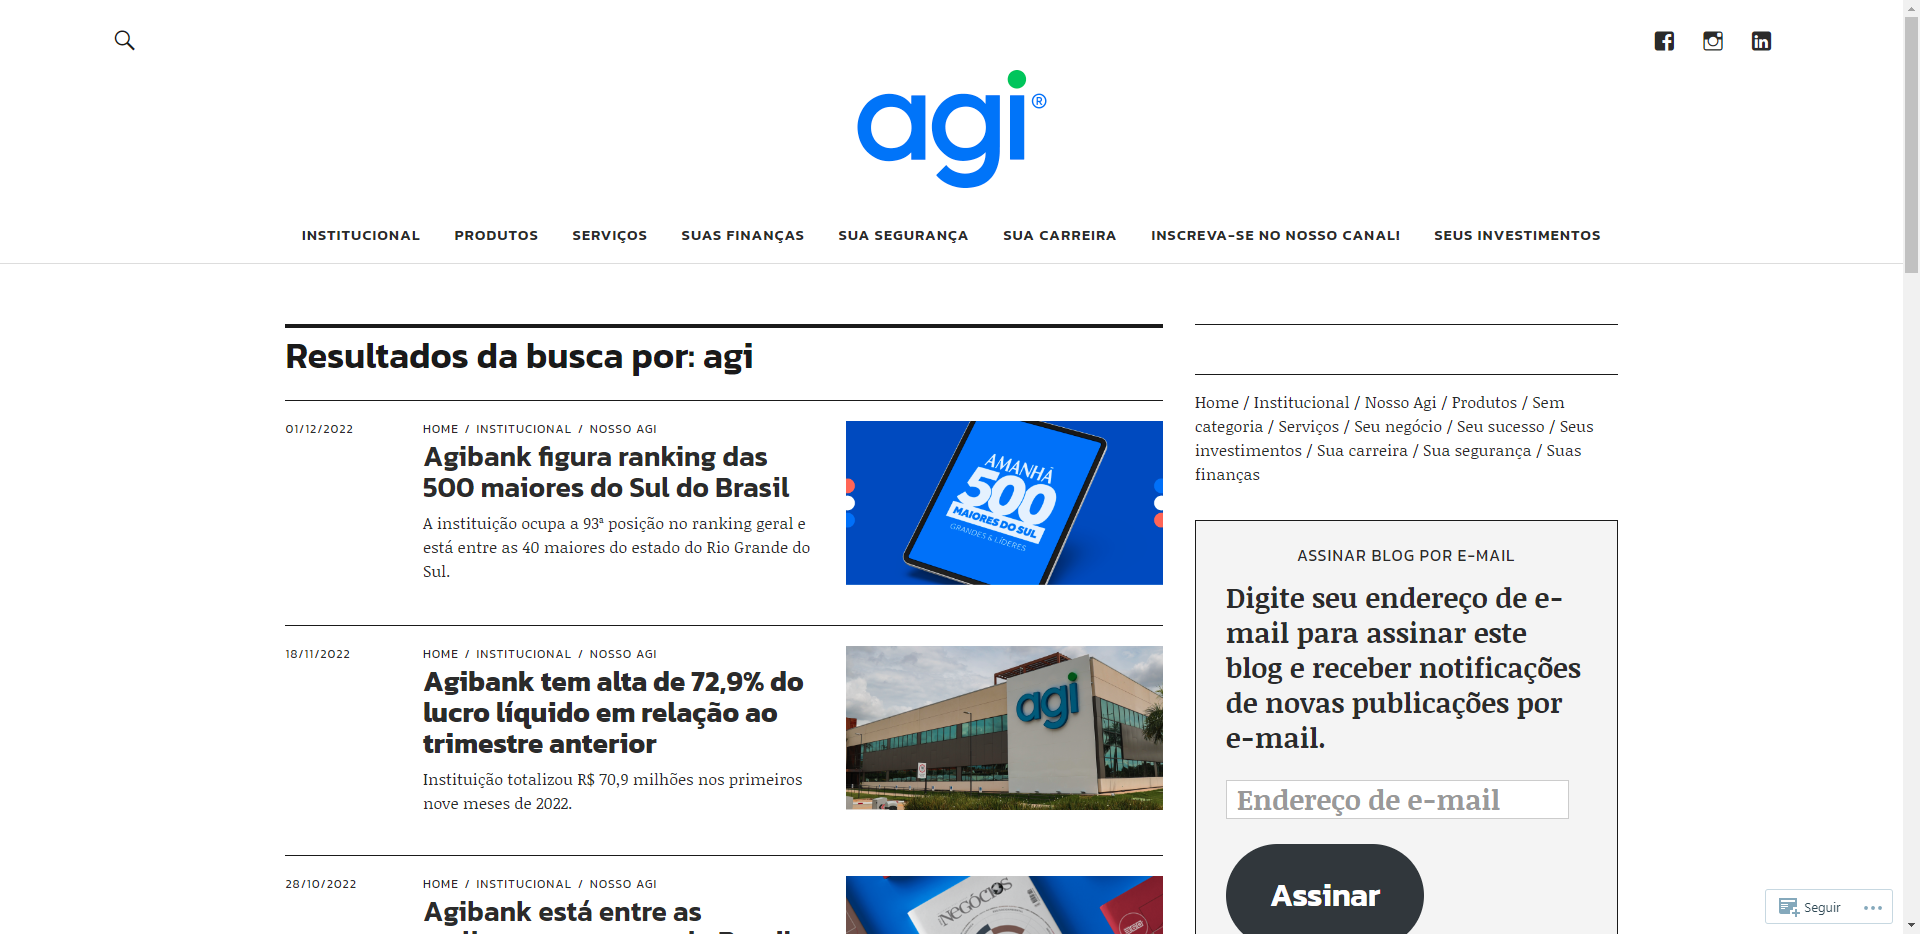 agi®
INSTITUCIONAL PRODUTOS SERVIÇOS SUAS FINANÇAS SUA SEGURANÇA SUA CARREIRA INSCREVA-SE NO NOSSO CANAL! SEUS INVESTIMENTOS
Resultados da busca por: agi
01/12/2022
HOME / INSTITUCIONAL / NOSSO AGI
Agibank figura ranking das
500 maiores do Sul do Brasil
A instituição ocupa a 93ª posição no ranking geral e
está entre as 40 maiores do estado do Rio Grande do
Sul.
AMANHÃ
500
MAIORES DO SUL
GRANDES & LÍDERES
18/11/2022
HOME / INSTITUCIONAL / NOSSO AGI
Agibank tem alta de 72,9% do
lucro líquido em relação ao
trimestre anterior
Instituição totalizou R$ 70,9 milhões nos primeiros
nove meses de 2022.
agi
28/10/2022
HOME / INSTITUCIONAL / NOSSO AGI
Agibank está entre as
NEGÓCIOS
Home / Institucional / Nosso Agi / Produtos / Sem
categoria / Serviços / Seu negócio / Seu sucesso / Seus
investimentos / Sua carreira / Sua segurança / Suas
finanças
ASSINAR BLOG POR E-MAIL
Digite seu endereço de e-
mail para assinar este
blog e receber notificações
de novas publicações por
e-mail.
Endereço de e-mail
Assinar
Seguir